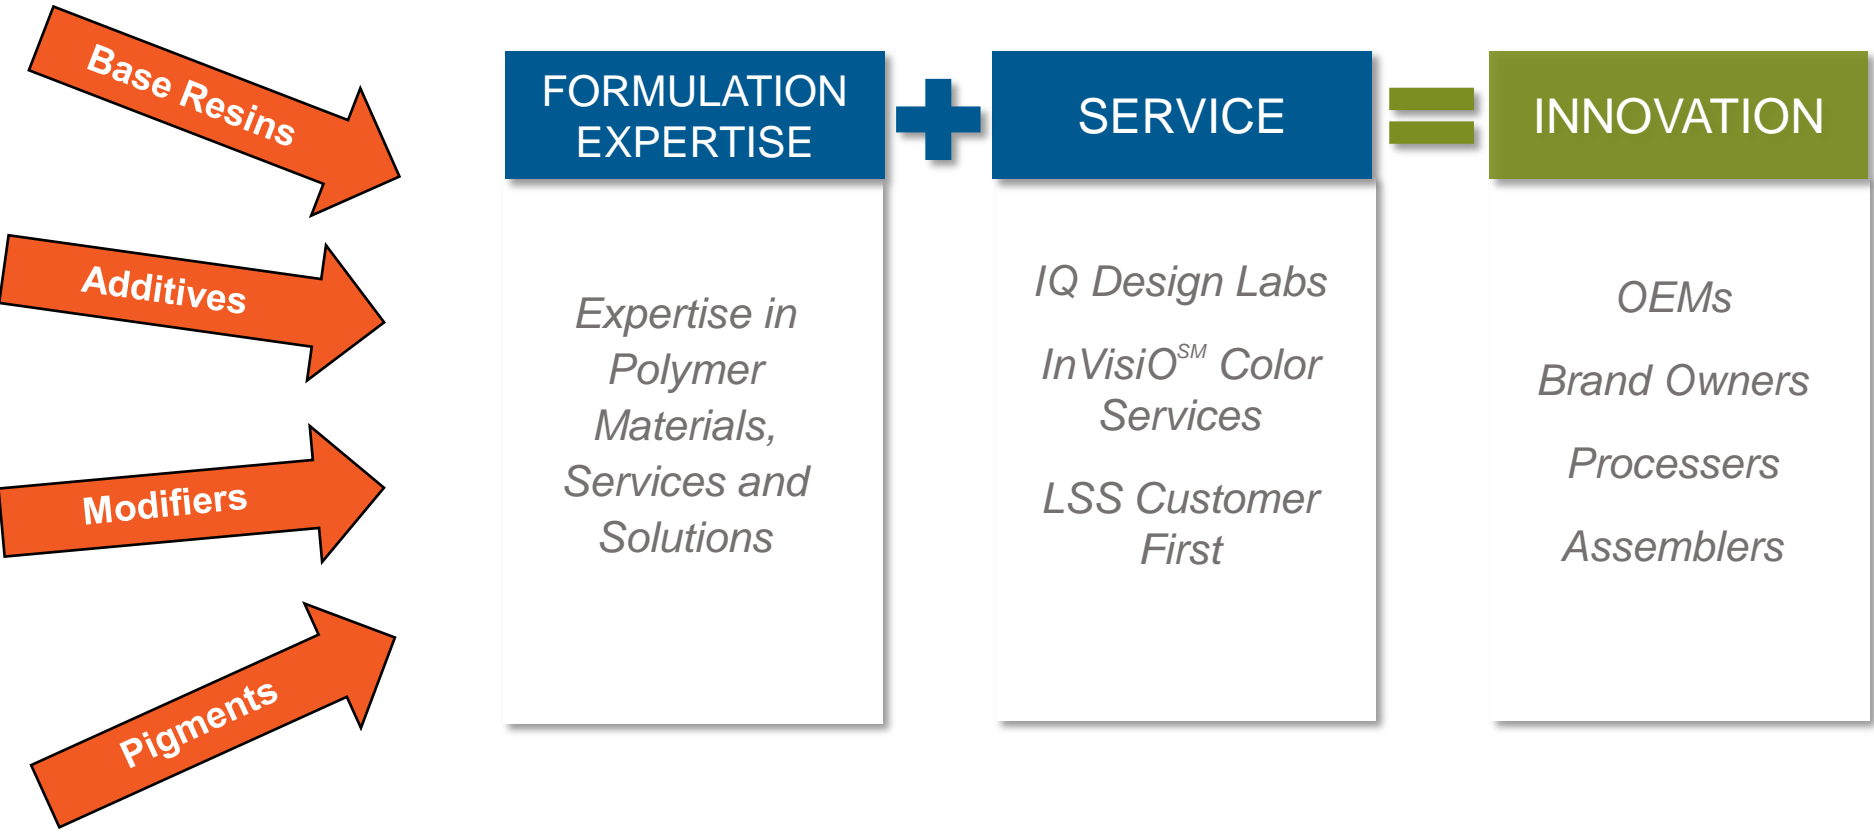 Base Resins
Additives
Modifiers
Pigments
FORMULATION
EXPERTISE
Expertise in
Polymer
Materials,
Services and
Solutions
SERVICE
IQ Design Labs
InVisiO℠ Color
Services
LSS Customer
First
INNOVATION
OEMs
Brand Owners
Processers
Assemblers